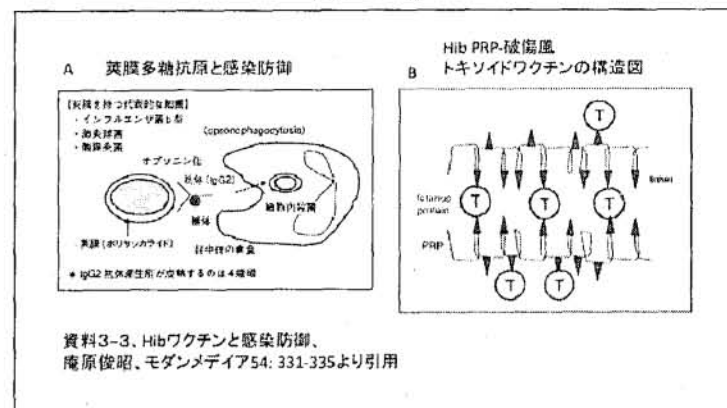 A 莢膜多糖抗原と感染防御
【莢膜を持つ代表的な細菌】
・インフルエンザ菌b型
・肺炎球菌
・髄膜炎菌
(opsonophagocytosis)
オプソニン化
抗体(IgG2)
補体
細胞内殺菌
莢膜(ポリサッカライド)
好中球の貪食
* IgG2 抗体産生能が成熟するのは4歳頃
Hib PRP-破傷風
B トキソイドワクチンの構造図
T
linker
tetanus
protein
T T T
PRP
T T
資料3-3、Hibワクチンと感染防御、
庵原俊昭、モダンメデイア54: 331-335より引用